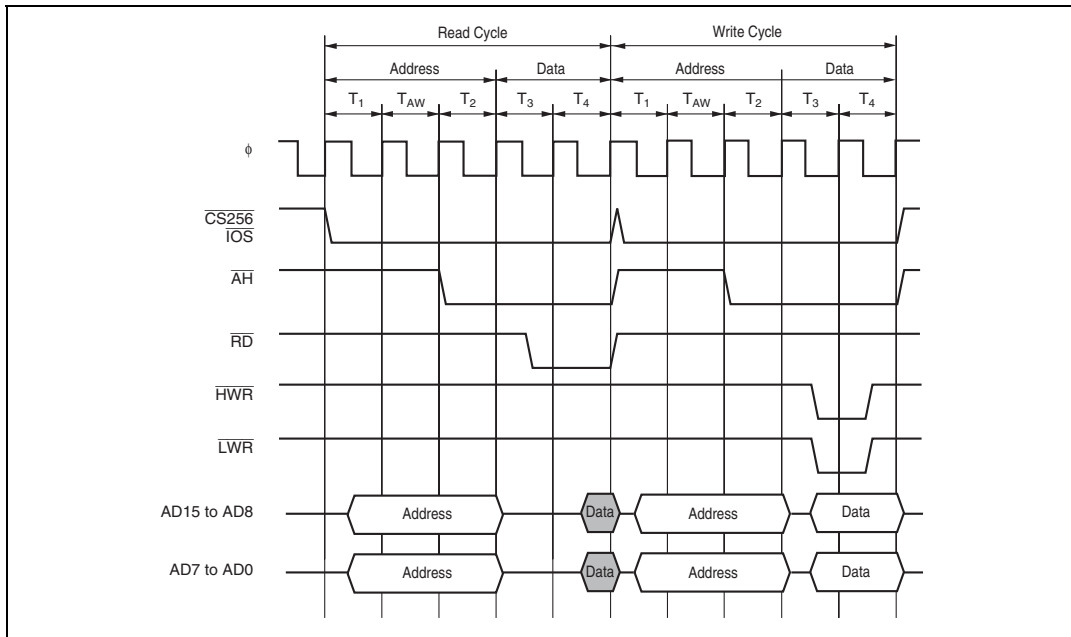 Read Cycle Write Cycle
Address Data Address Data
T1 TAW T2 T3 T4 T1 TAW T2 T3 T4
ϕ
CS256
IOS
AH
RD
HWR
LWR
AD15 to AD8 Address Data Address Data
AD7 to AD0 Address Data Address Data